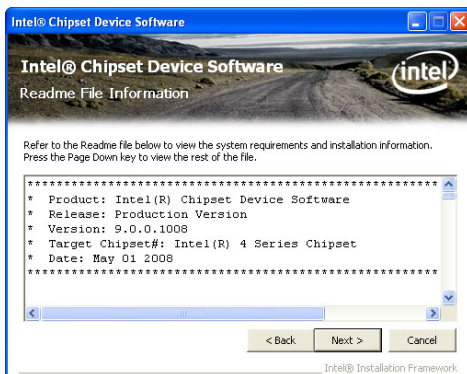 Intel® Chipset Device Software
Intel® Chipset Device Software
intel
Readme File Information
Refer to the Readme file below to view the system requirements and installation information.
Press the Page Down key to view the rest of the file.
********************************************************
* Product: Intel(R) Chipset Device Software
* Release: Production Version
* Version: 9.0.0.1008
* Target Chipset#: Intel(R) 4 Series Chipset
* Date: May 01 2008
********************************************************
< Back Next > Cancel
Intel® Installation Framework